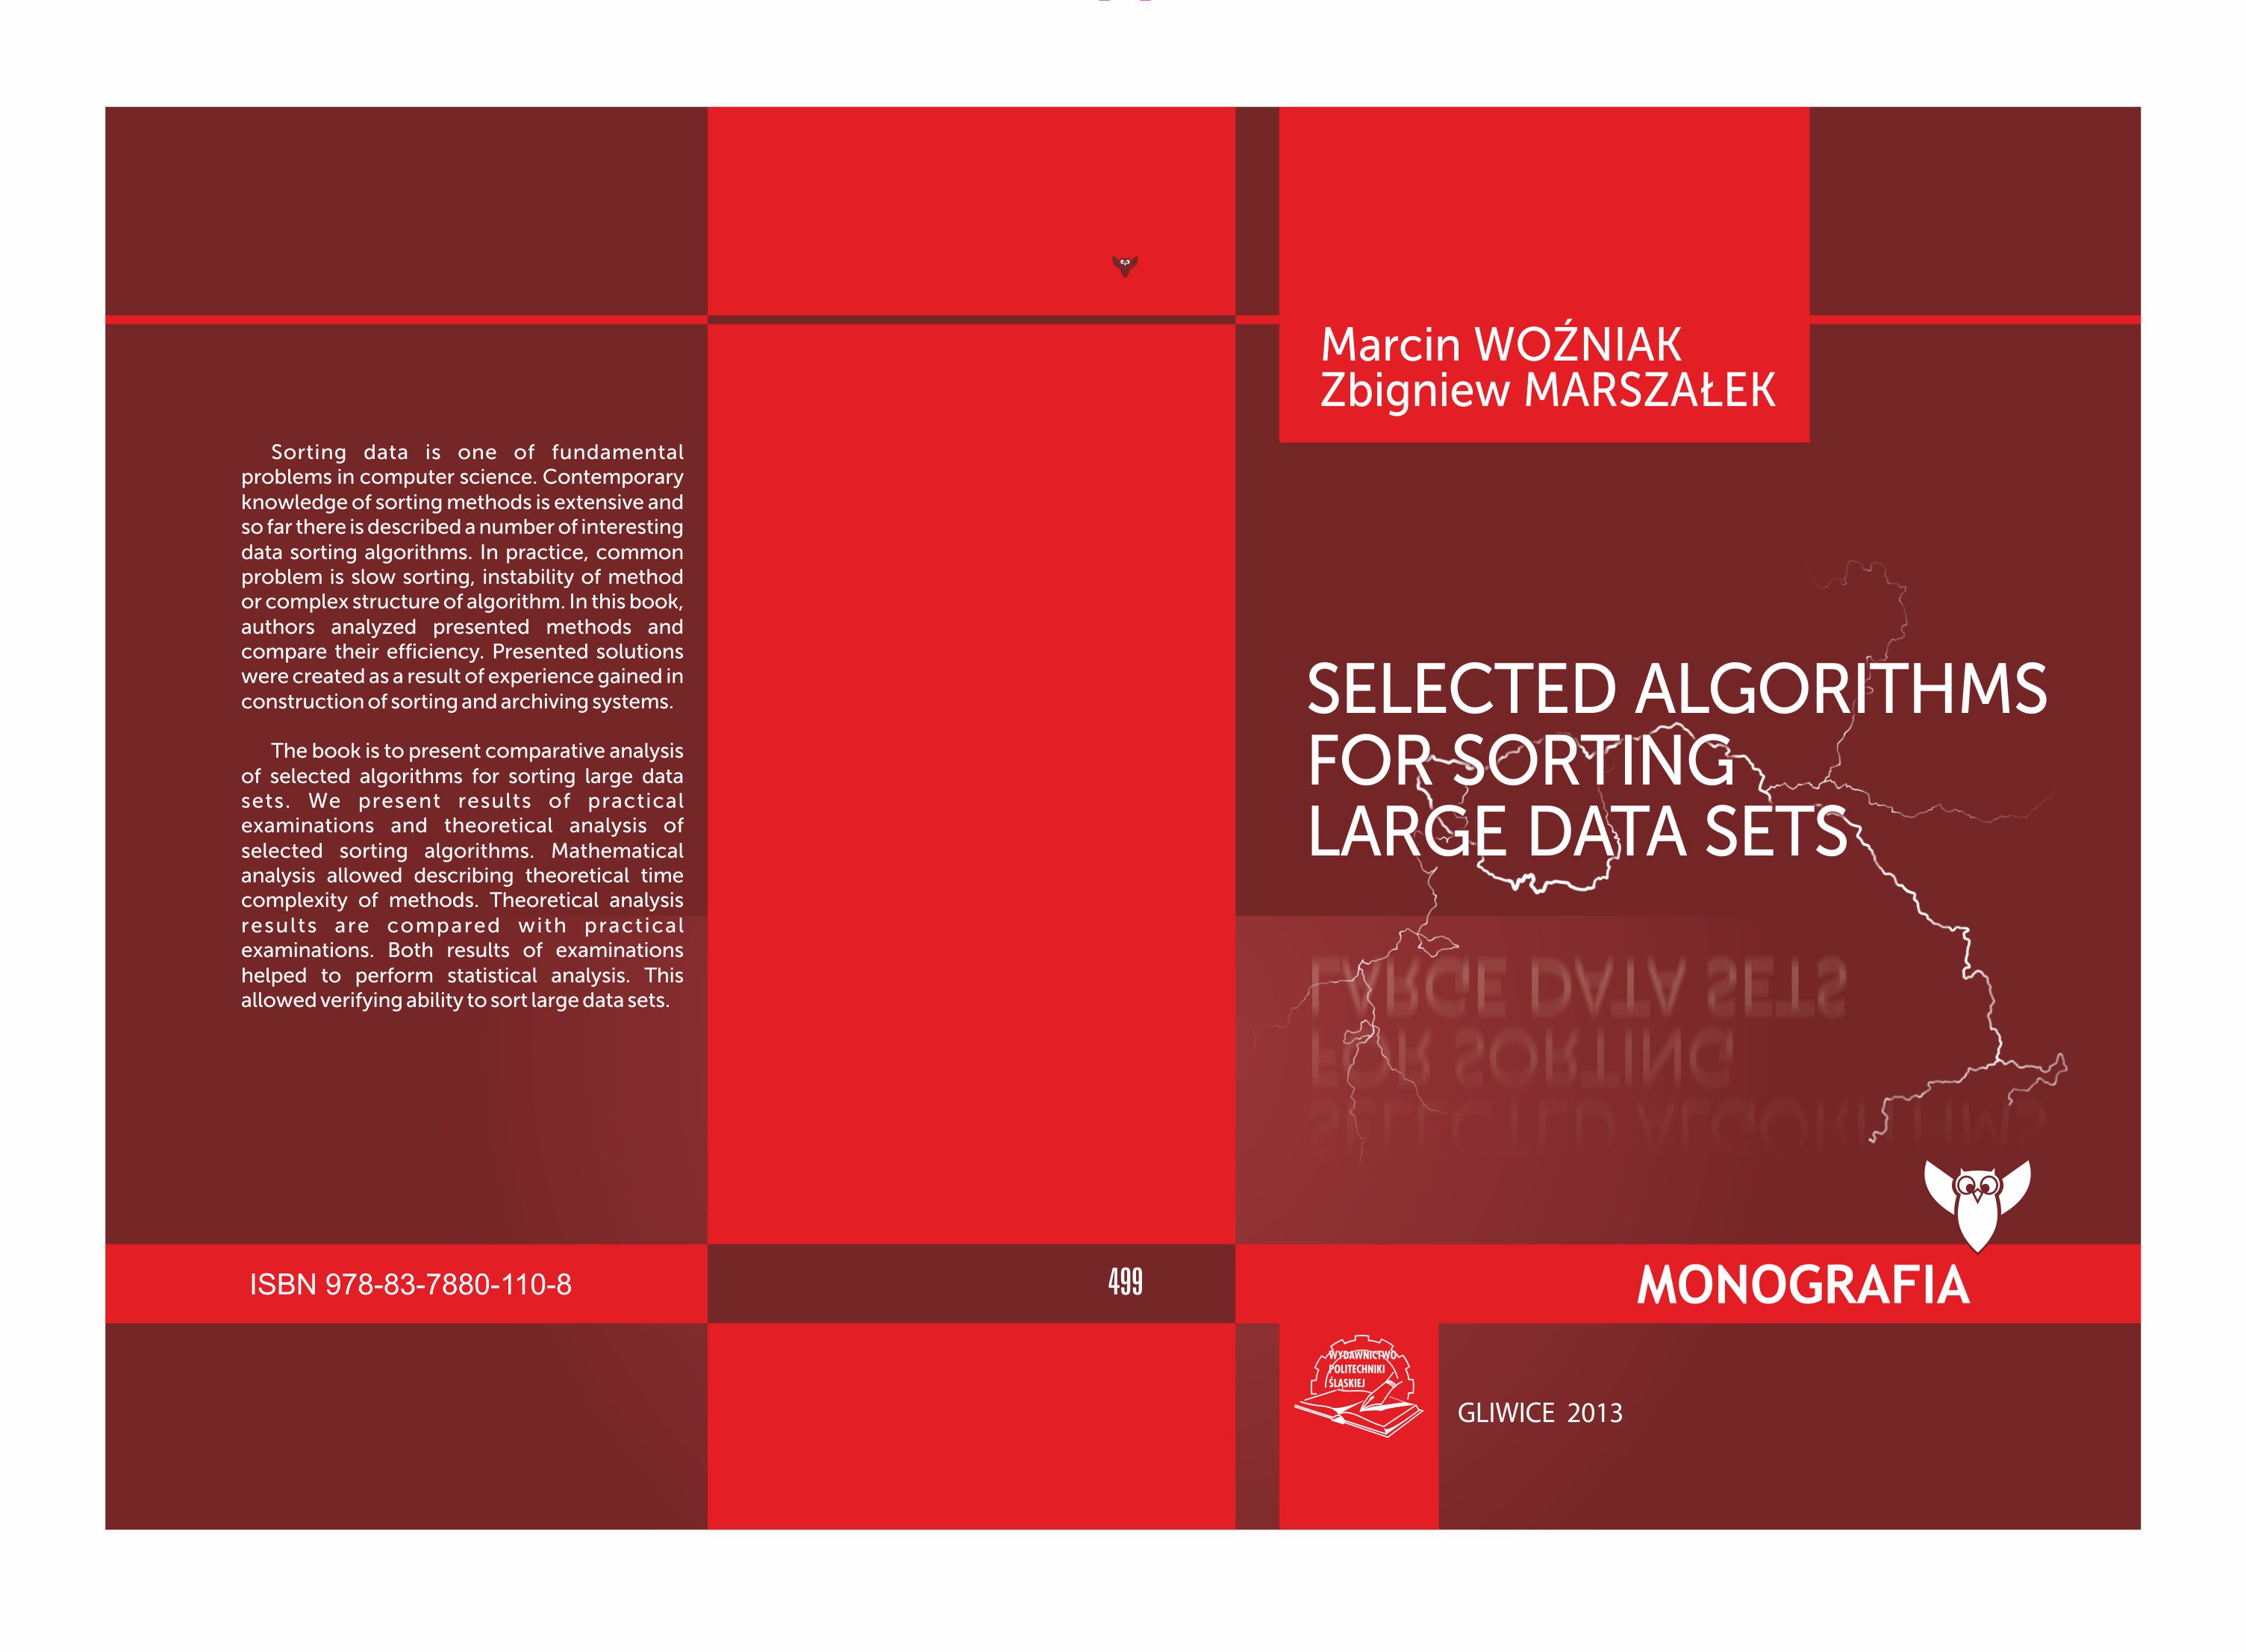 Sorting data is one of fundamental
problems in computer science. Contemporary
knowledge of sorting methods is extensive and
so far there is described a number of interesting
data sorting algorithms. In practice, common
problem is slow sorting, instability of method
or complex structure of algorithm. In this book,
authors analyzed presented methods and
compare their efficiency. Presented solutions
were created as a result of experience gained in
construction of sorting and archiving systems.
The book is to present comparative analysis
of selected algorithms for sorting large data
sets. We present results of practical
examinations and theoretical analysis of
selected sorting algorithms. Mathematical
analysis allowed describing theoretical time
complexity of methods. Theoretical analysis
results are compared with practical
examinations. Both results of examinations
helped to perform statistical analysis. This
allowed verifying ability to sort large data sets.
ISBN 978-83-7880-110-8
499
Marcin WOŹNIAK
Zbigniew MARSZAŁEK
SELECTED ALGORITHMS
FOR SORTING
LARGE DATA SETS
LARGE DATA SETS
FOR SORTING
SELECTED ALGORITHMS
MONOGRAFIA
WYDAWNICTWO
POLITECHNIKI
ŚLĄSKIEJ
GLIWICE 2013